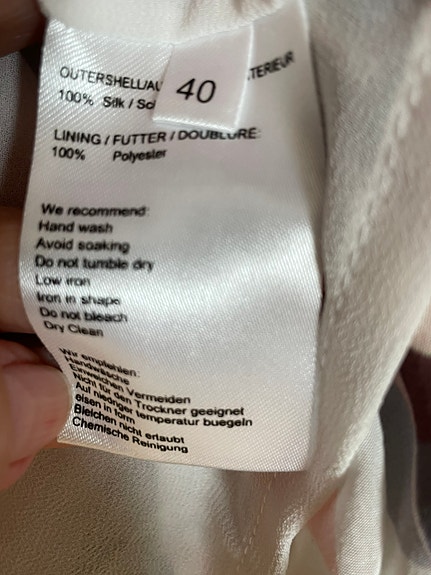 OUTERSHELL/AU TERIEUR
40
100% Silk / Sei
LINING / FUTTER / DOUBLURE:
100% Polyester
We recommend:
Hand wash
Avoid soaking
Do not tumble dry
Low iron
Iron in shape
Do not bleach
Dry Clean
Wir empfehlen:
Handwäsche
Einweichen Vermeiden
Nicht für den Trockner geeignet
Auf niedriger temperatur buegeln
eisen in form
Bleichen nicht erlaubt
Chemische Reinigung